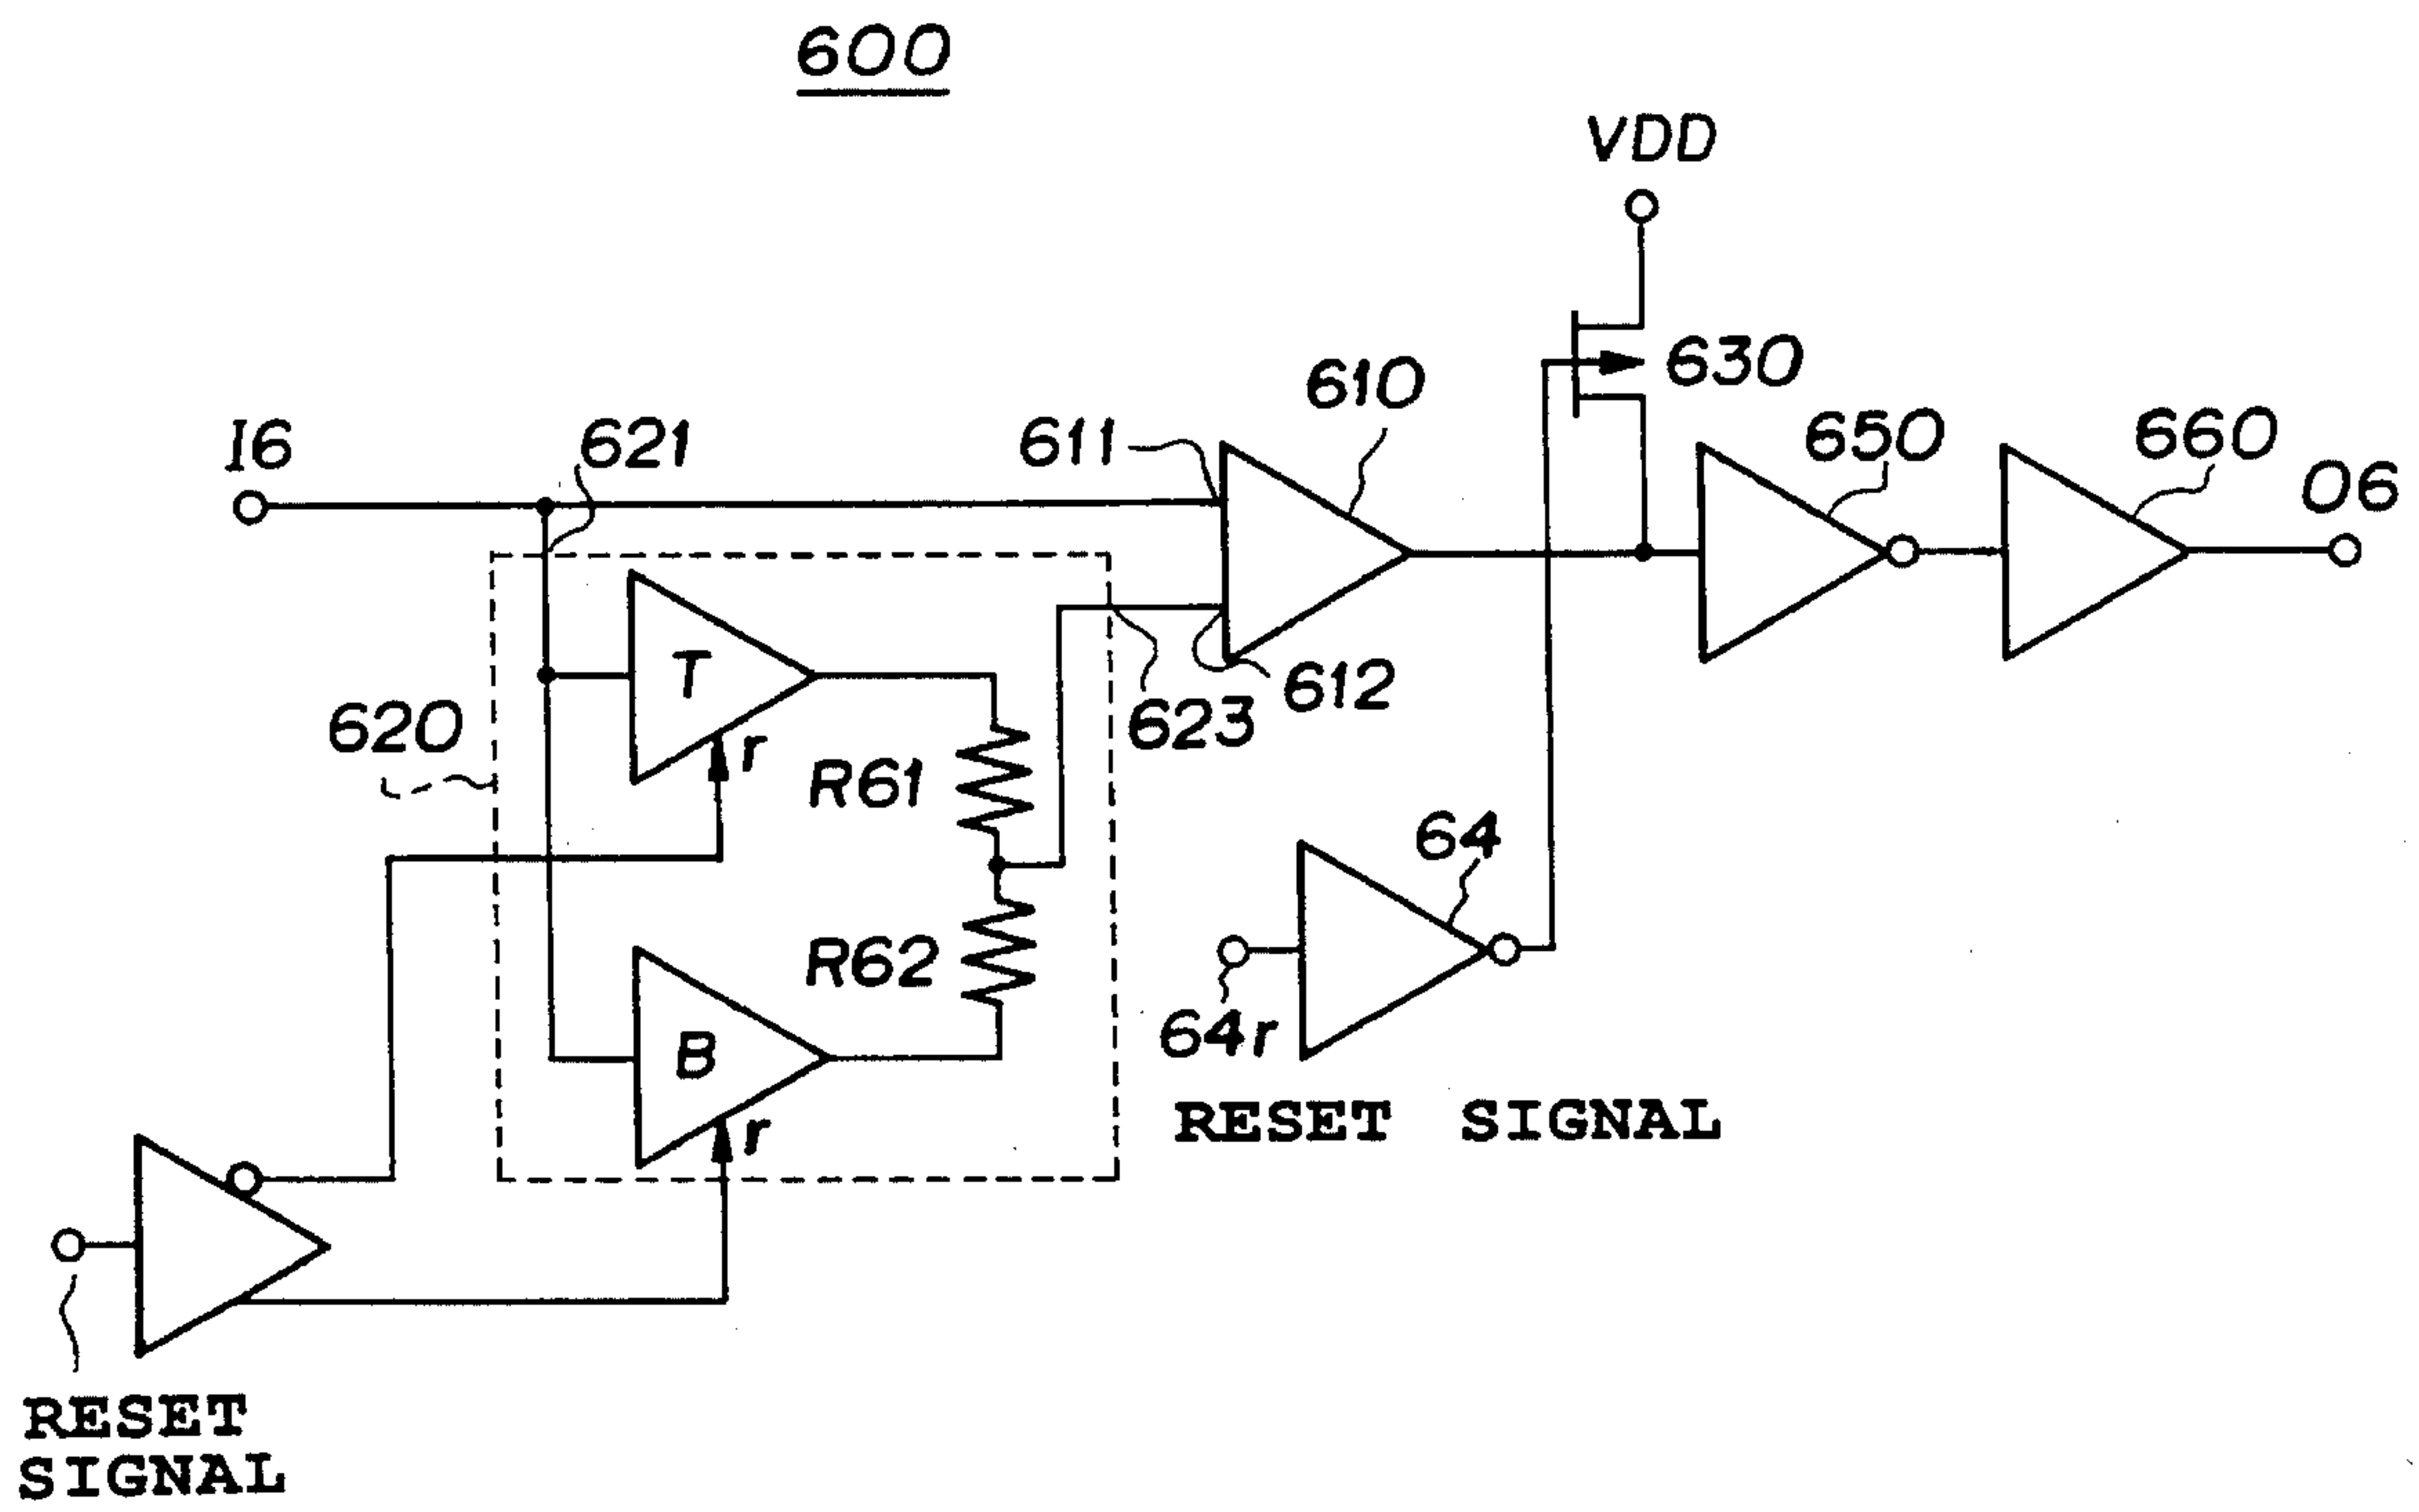 600
VDD
630
610
650
660
I6
621
611
O6
T
612
620
623
r
R61
64
R62
64r
B
r
RESET SIGNAL
RESET
SIGNAL